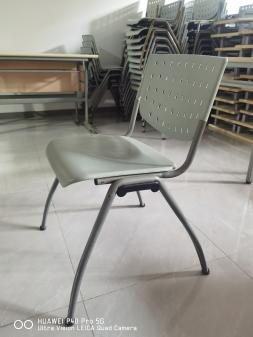 HUAWEI P40 Pro 5G
Ultra Vision LEICA Quad Camera